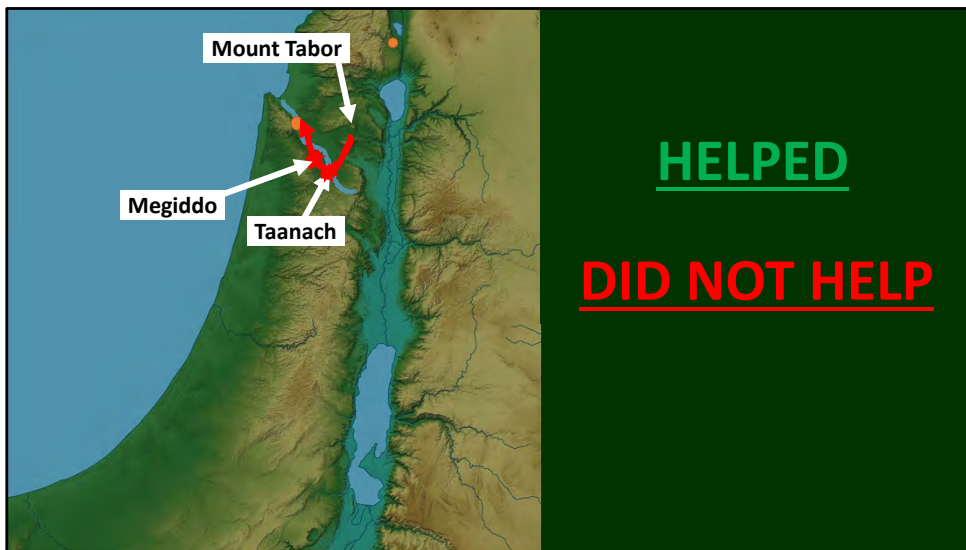 Mount Tabor
Megiddo
Taanach
HELPED
DID NOT HELP